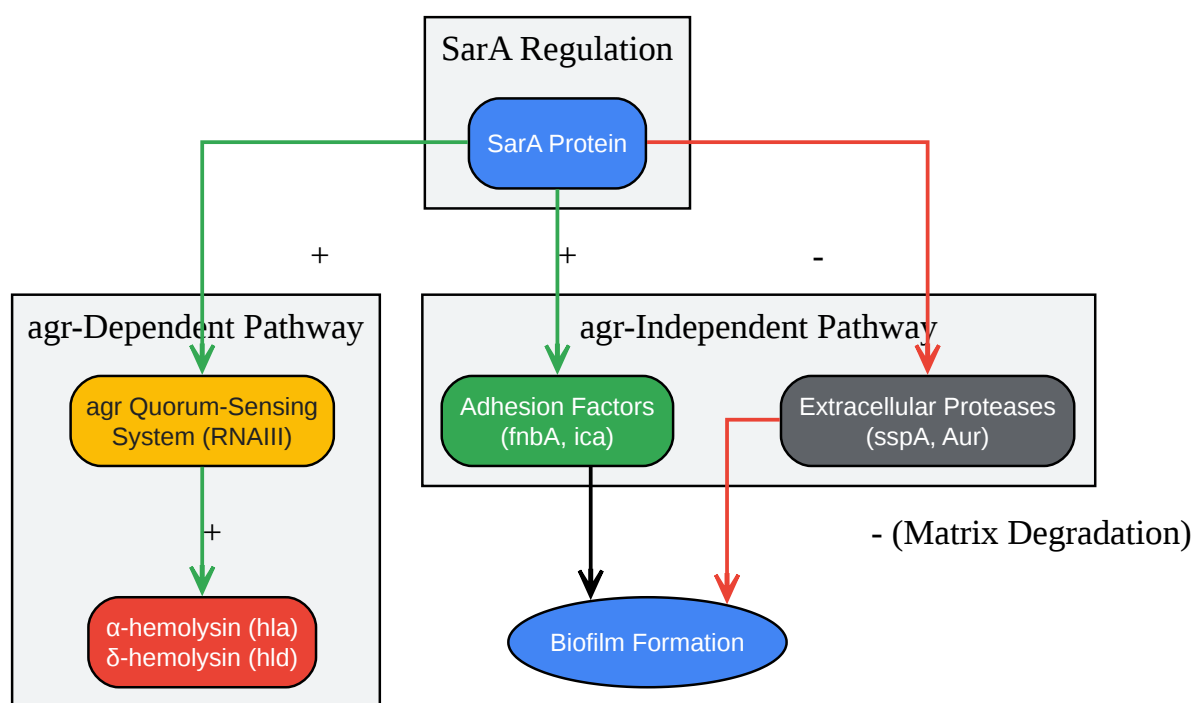 SarA Regulation
SarA Protein
+
+
-
agr-Dependent Pathway
agr-Independent Pathway
agr Quorum-Sensing
System (RNAIII)
Adhesion Factors
(fnbA, ica)
Extracellular Proteases
(sspA, Aur)
+
- (Matrix Degradation)
α-hemolysin (hla)
δ-hemolysin (hld)
Biofilm Formation